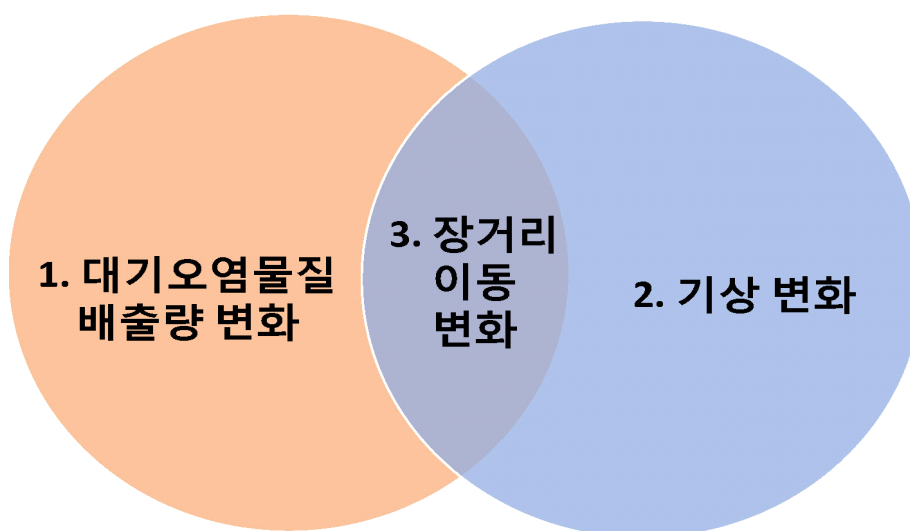 1. 대기오염물질
배출량 변화
3. 장거리
이동
변화
2. 기상 변화